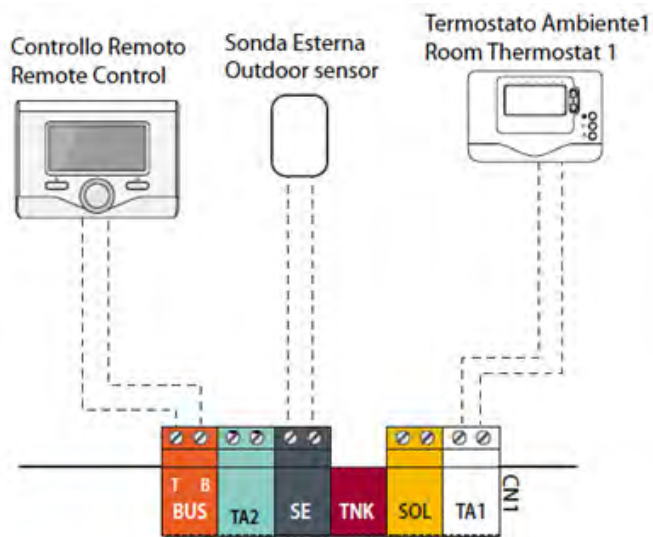 Controllo Remoto
Remote Control
Sonda Esterna
Outdoor sensor
Termostato Ambiente1
Room Thermostat 1
T B
BUS
TA2
SE
TNK
SOL
TA1
CN1